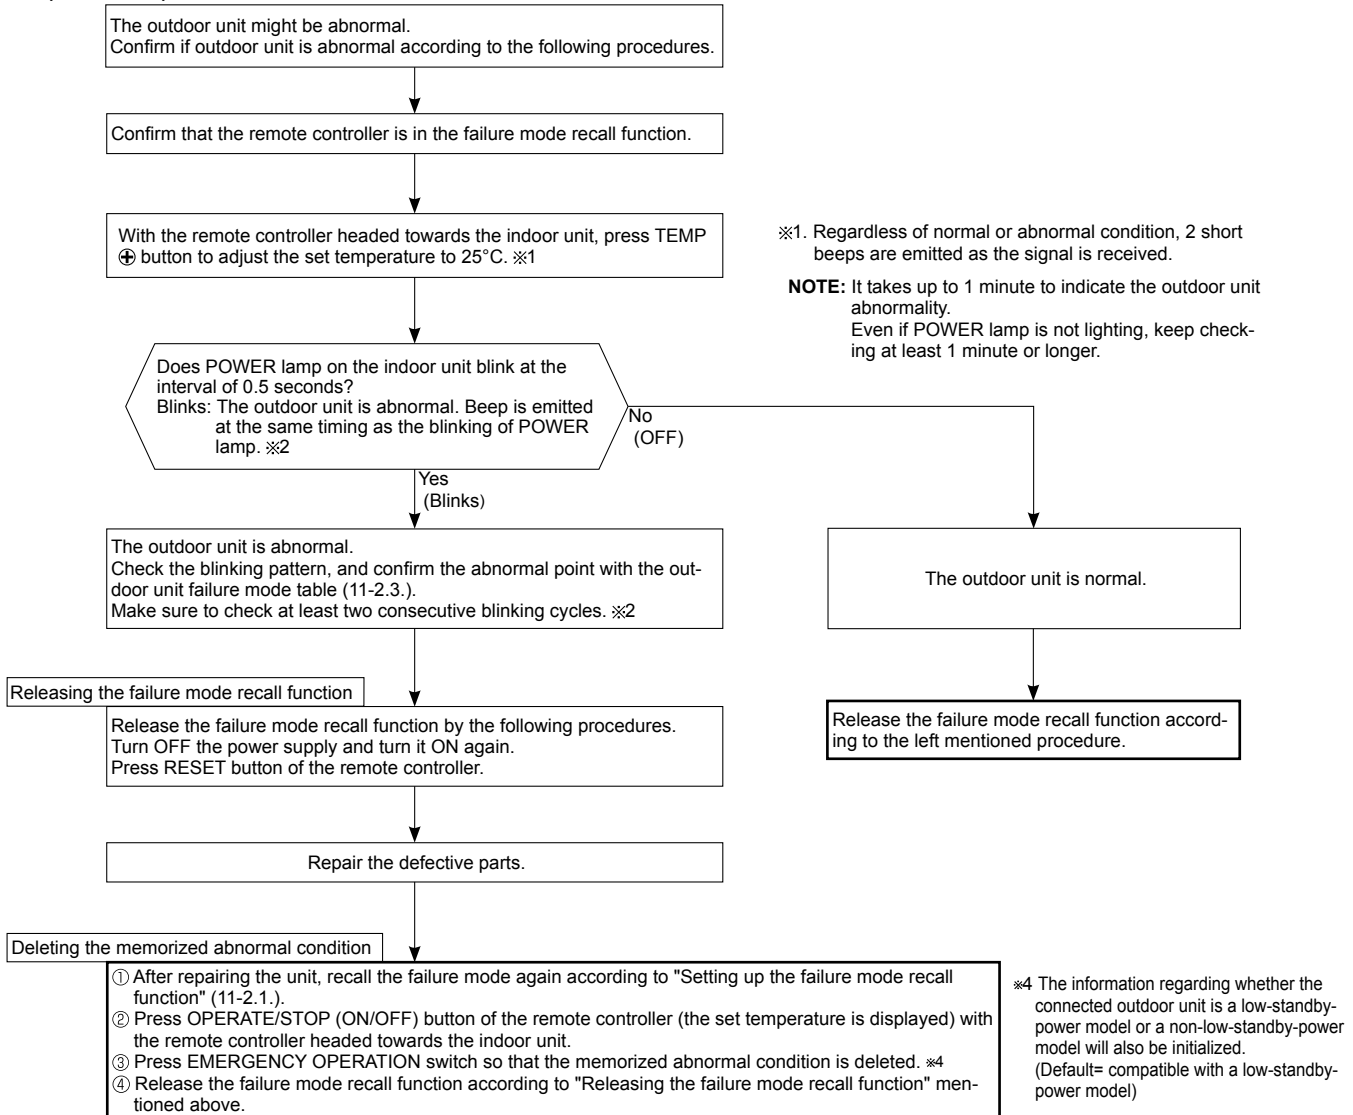 The outdoor unit might be abnormal.
Confirm if outdoor unit is abnormal according to the following procedures.
Confirm that the remote controller is in the failure mode recall function.
With the remote controller headed towards the indoor unit, press TEMP
⊕ button to adjust the set temperature to 25°C. ※1
※1. Regardless of normal or abnormal condition, 2 short
beeps are emitted as the signal is received.
NOTE: It takes up to 1 minute to indicate the outdoor unit
abnormality.
Even if POWER lamp is not lighting, keep check-
ing at least 1 minute or longer.
Does POWER lamp on the indoor unit blink at the
interval of 0.5 seconds?
Blinks: The outdoor unit is abnormal. Beep is emitted
at the same timing as the blinking of POWER
lamp. ※2
No
(OFF)
Yes
(Blinks)
The outdoor unit is abnormal.
Check the blinking pattern, and confirm the abnormal point with the out-
door unit failure mode table (11-2.3.).
Make sure to check at least two consecutive blinking cycles. ※2
The outdoor unit is normal.
Releasing the failure mode recall function
Release the failure mode recall function by the following procedures.
Turn OFF the power supply and turn it ON again.
Press RESET button of the remote controller.
Release the failure mode recall function accord-
ing to the left mentioned procedure.
Repair the defective parts.
Deleting the memorized abnormal condition
① After repairing the unit, recall the failure mode again according to "Setting up the failure mode recall
function" (11-2.1.).
② Press OPERATE/STOP (ON/OFF) button of the remote controller (the set temperature is displayed) with
the remote controller headed towards the indoor unit.
③ Press EMERGENCY OPERATION switch so that the memorized abnormal condition is deleted. ※4
④ Release the failure mode recall function according to "Releasing the failure mode recall function" men-
tioned above.
※4 The information regarding whether the
connected outdoor unit is a low-standby-
power model or a non-low-standby-power
model will also be initialized.
(Default= compatible with a low-standby-
power model)